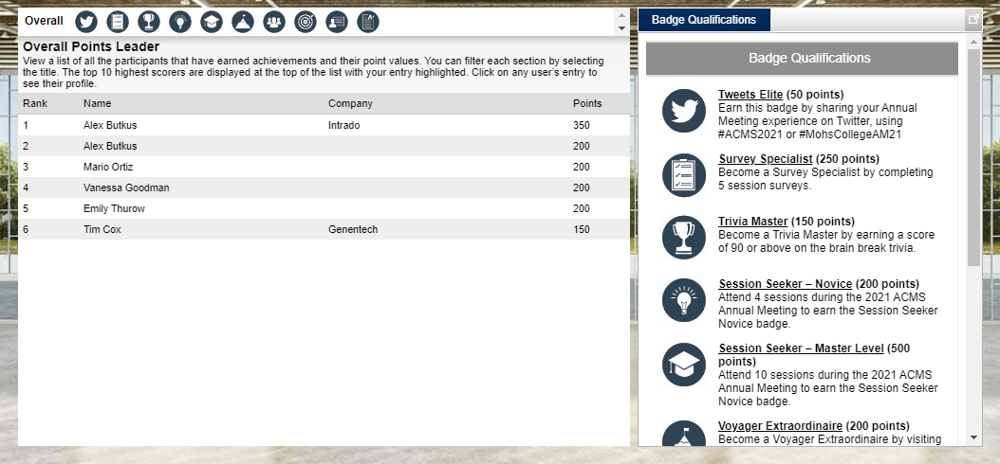 Overall
Overall Points Leader
View a list of all the participants that have earned achievements and their point values. You can filter each section by selecting
the title. The top 10 highest scorers are displayed at the top of the list with your entry highlighted. Click on any user's entry to
see their profile.
Rank Name Company Points
1 Alex Butkus Intrado 350
2 Alex Butkus 200
3 Mario Ortiz 200
4 Vanessa Goodman 200
5 Emily Thurow 200
6 Tim Cox Genentech 150
Badge Qualifications
Badge Qualifications
Tweets Elite (50 points)
Earn this badge by sharing your Annual
Meeting experience on Twitter, using
#ACMS2021 or #MohsCollegeAM21
Survey Specialist (250 points)
Become a Survey Specialist by completing
5 session surveys.
Trivia Master (150 points)
Become a Trivia Master by earning a score
of 90 or above on the brain break trivia.
Session Seeker – Novice (200 points)
Attend 4 sessions during the 2021 ACMS
Annual Meeting to earn the Session Seeker
Novice badge.
Session Seeker – Master Level (500
points)
Attend 10 sessions during the 2021 ACMS
Annual Meeting to earn the Session Seeker
Novice badge.
Voyager Extraordinaire (200 points)
Become a Voyager Extraordinaire by visiting